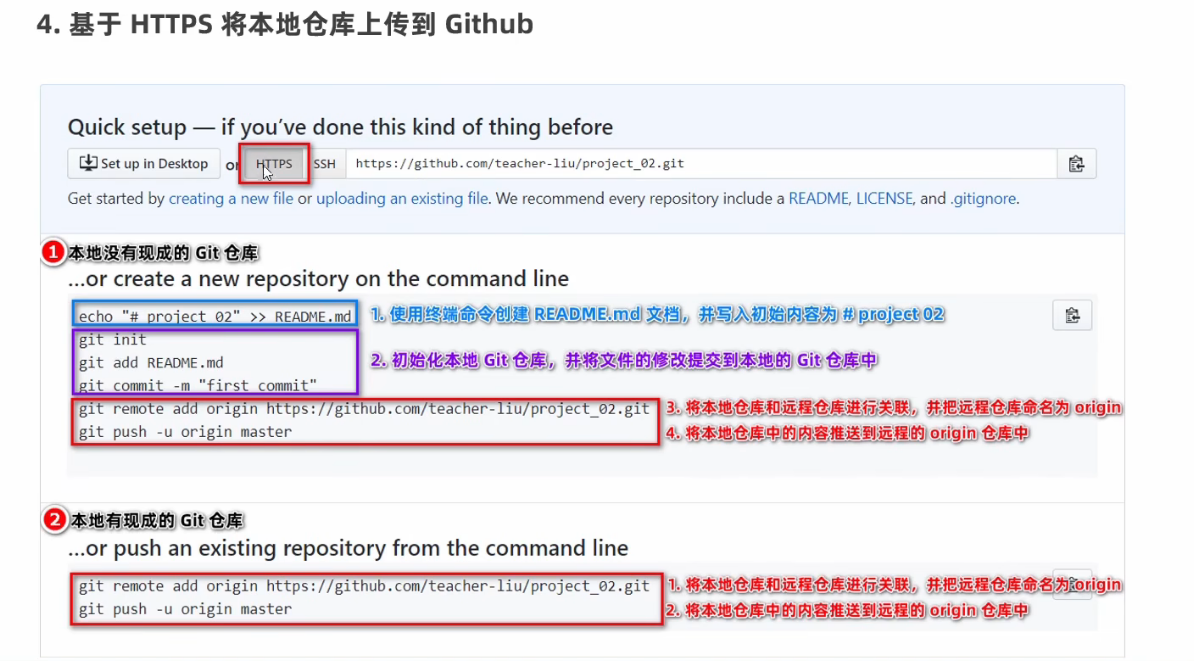 4. 基于 HTTPS 将本地仓库上传到 Github
Quick setup — if you've done this kind of thing before
Set up in Desktop or HTTPS SSH https://github.com/teacher-liu/project_02.git
Get started by creating a new file or uploading an existing file. We recommend every repository include a README, LICENSE, and .gitignore.
1 本地没有现成的 Git 仓库
...or create a new repository on the command line
echo "# project_02" >> README.md 1. 使用终端命令创建 README.md 文档，并写入初始内容为 # project 02
git init
git add README.md 2. 初始化本地 Git 仓库，并将文件的修改提交到本地的 Git 仓库中
git commit -m "first commit"
git remote add origin https://github.com/teacher-liu/project_02.git 3. 将本地仓库和远程仓库进行关联，并把远程仓库命名为 origin
git push -u origin master 4. 将本地仓库中的内容推送到远程的 origin 仓库中
2 本地有现成的 Git 仓库
...or push an existing repository from the command line
git remote add origin https://github.com/teacher-liu/project_02.git 1. 将本地仓库和远程仓库进行关联，并把远程仓库命名为 origin
git push -u origin master 2. 将本地仓库中的内容推送到远程的 origin 仓库中